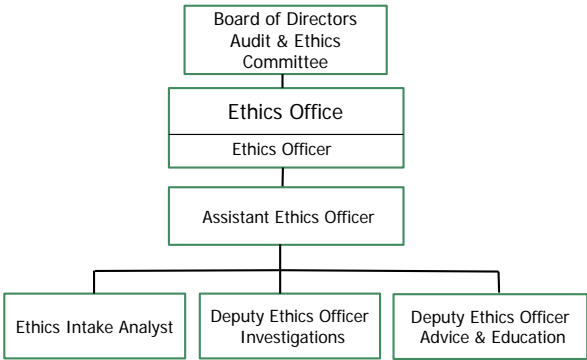 Board of Directors
Audit & Ethics
Committee
Ethics Office
Ethics Officer
Assistant Ethics Officer
Ethics Intake Analyst
Deputy Ethics Officer
Investigations
Deputy Ethics Officer
Advice & Education